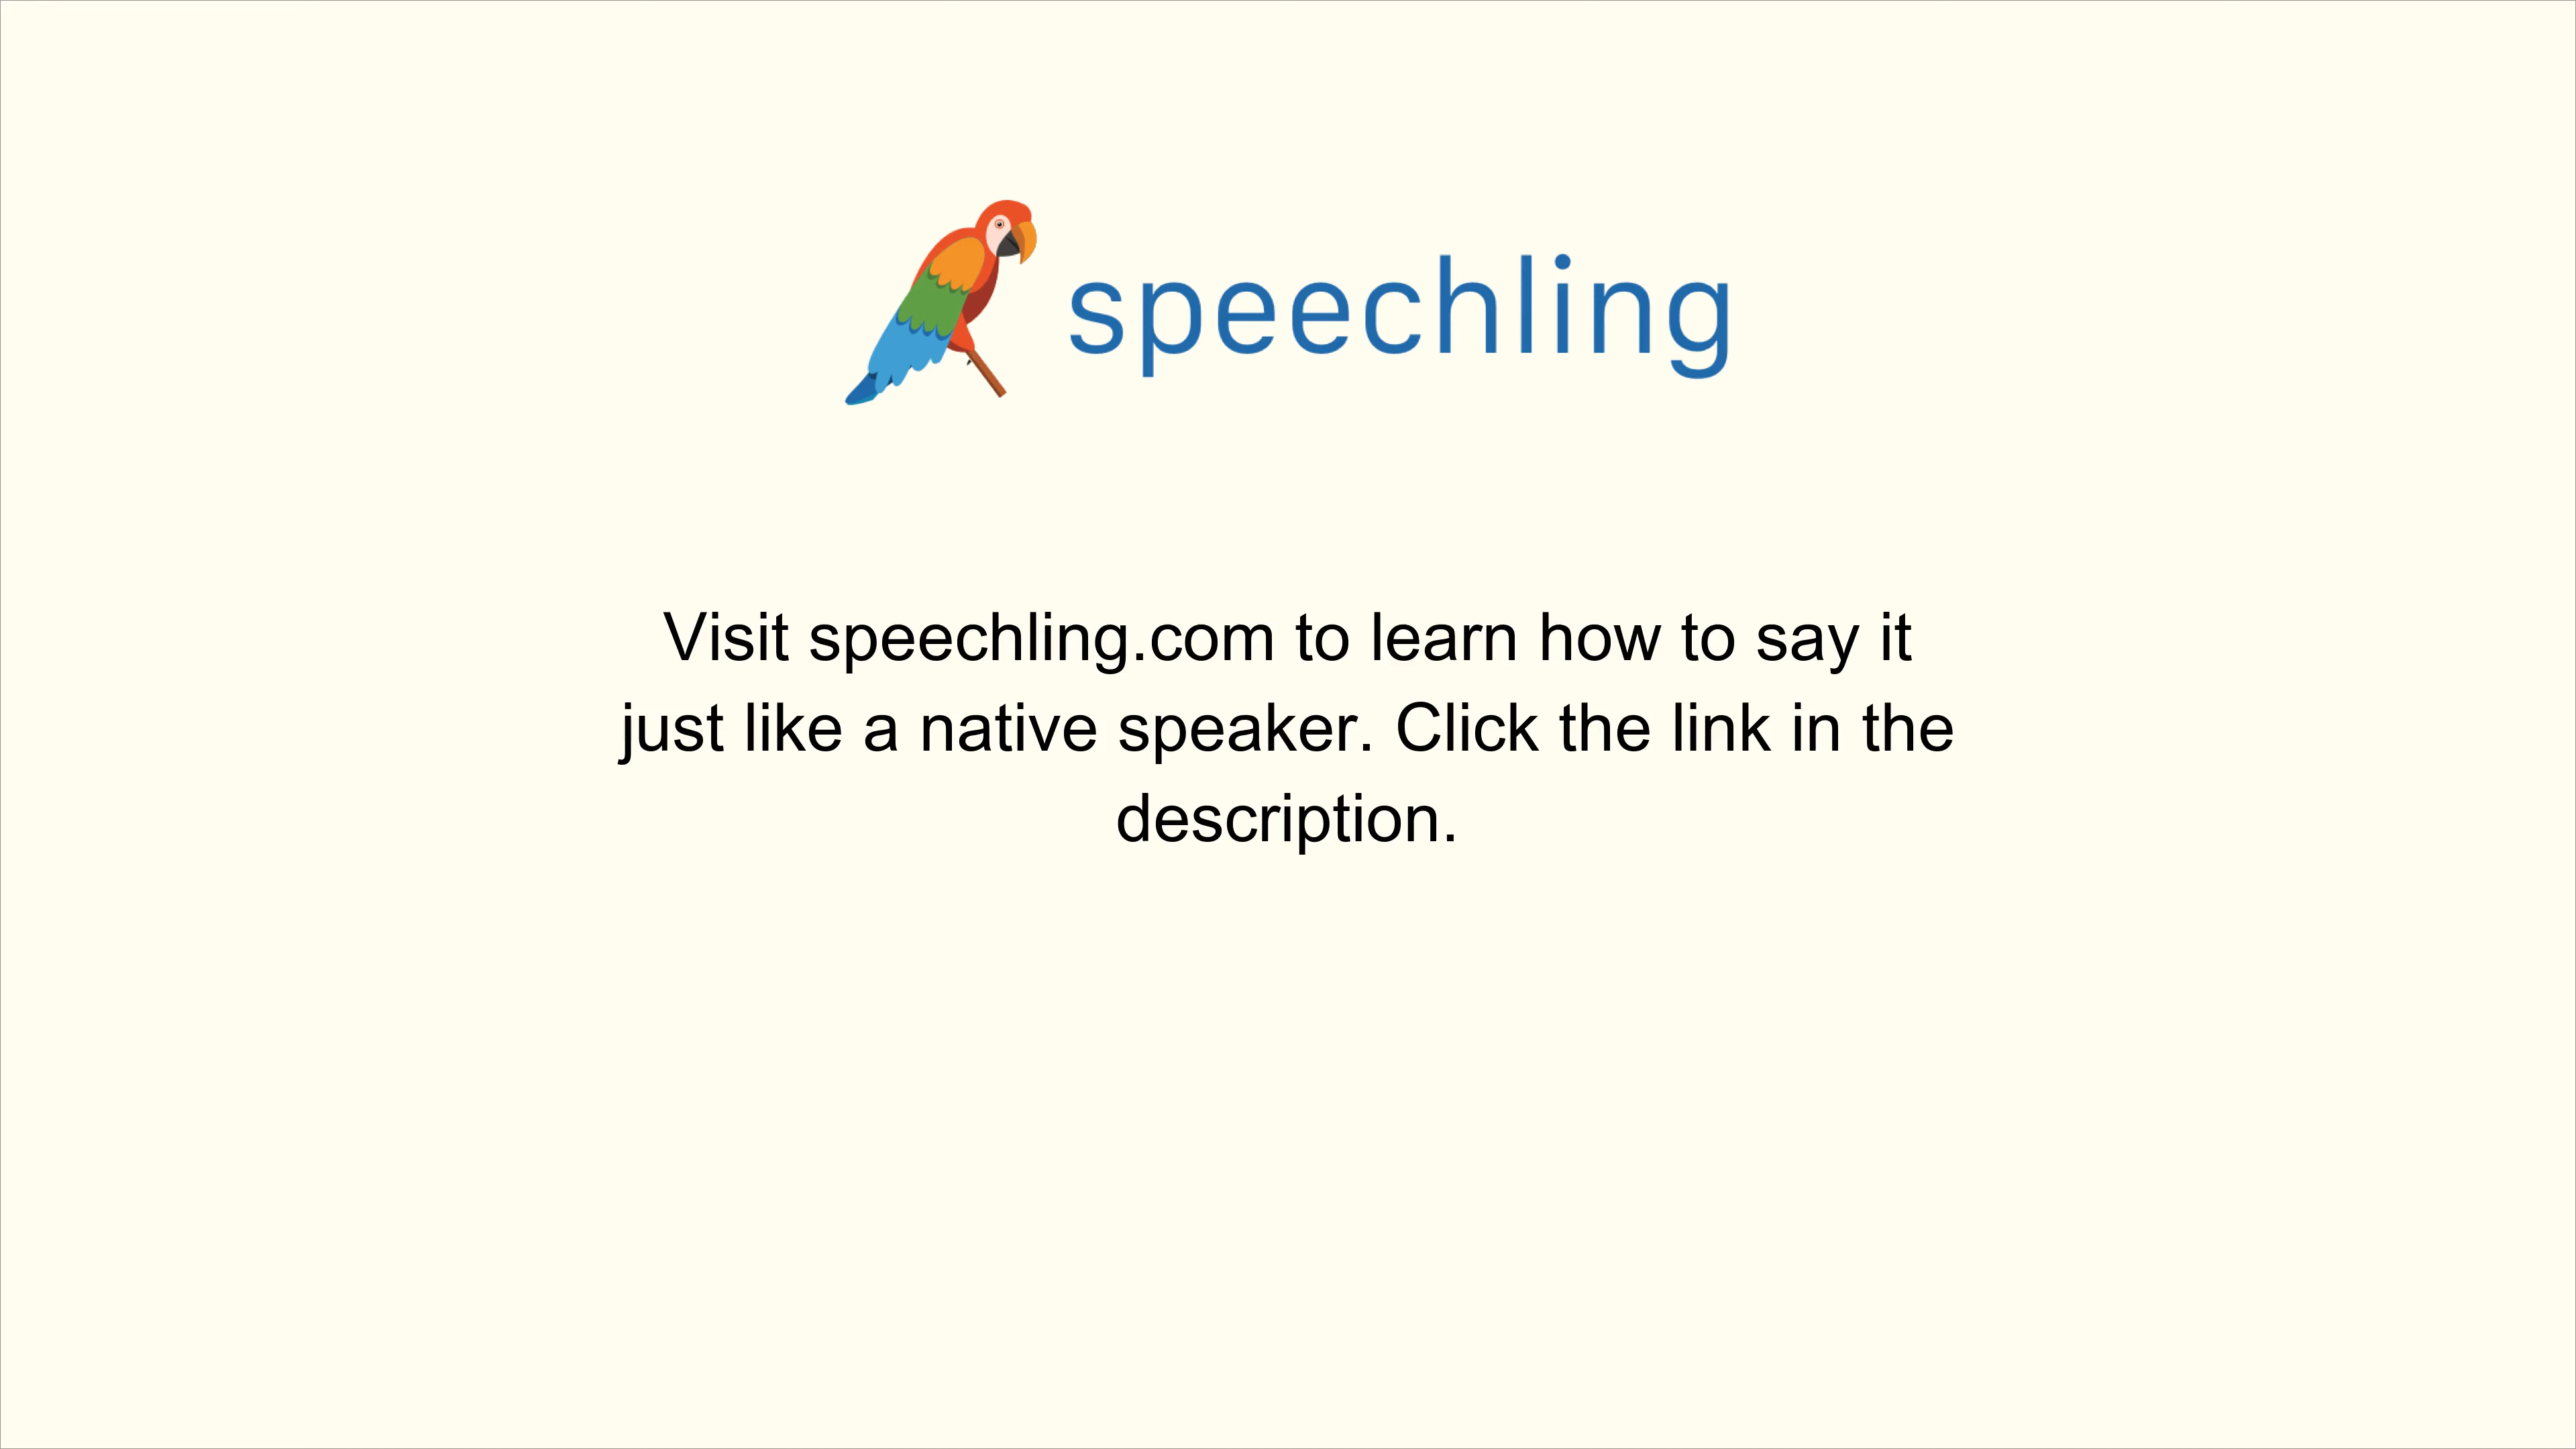 speechling
Visit speechling.com to learn how to say it
just like a native speaker. Click the link in the
description.